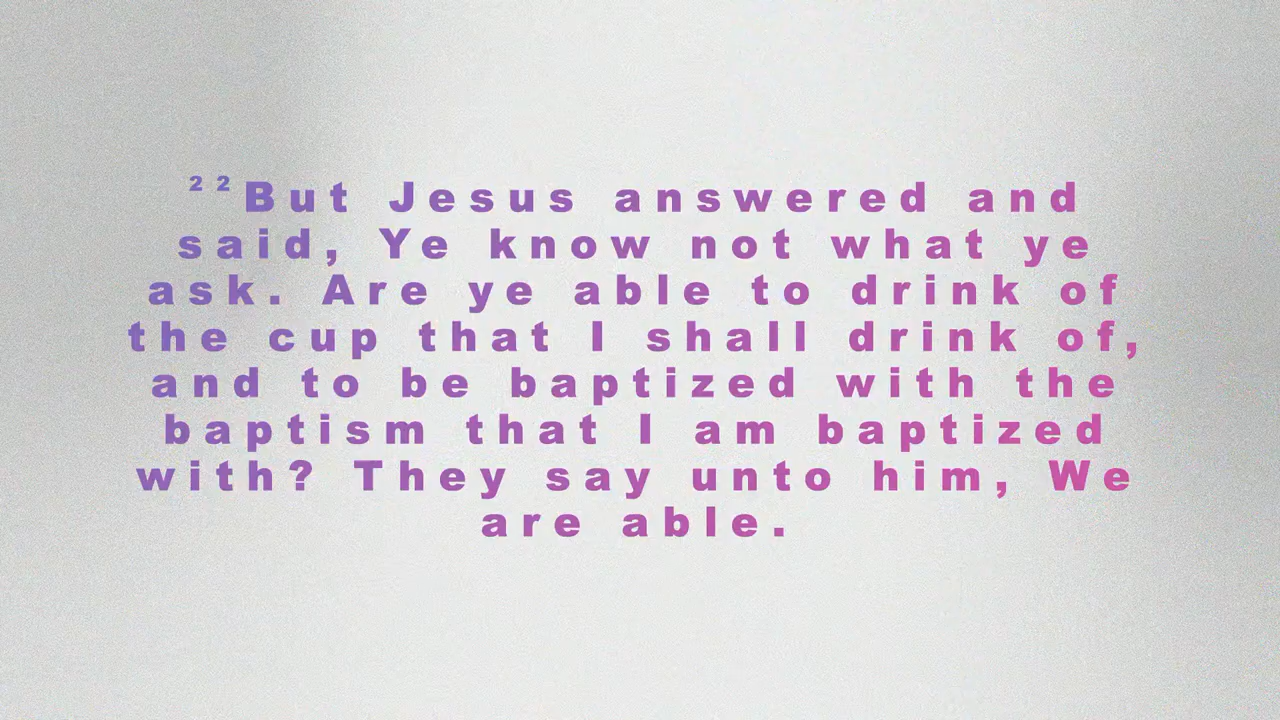 ²²But Jesus answered and
said, Ye know not what ye
ask. Are ye able to drink of
the cup that I shall drink of,
and to be baptized with the
baptism that I am baptized
with? They say unto him, We
are able.